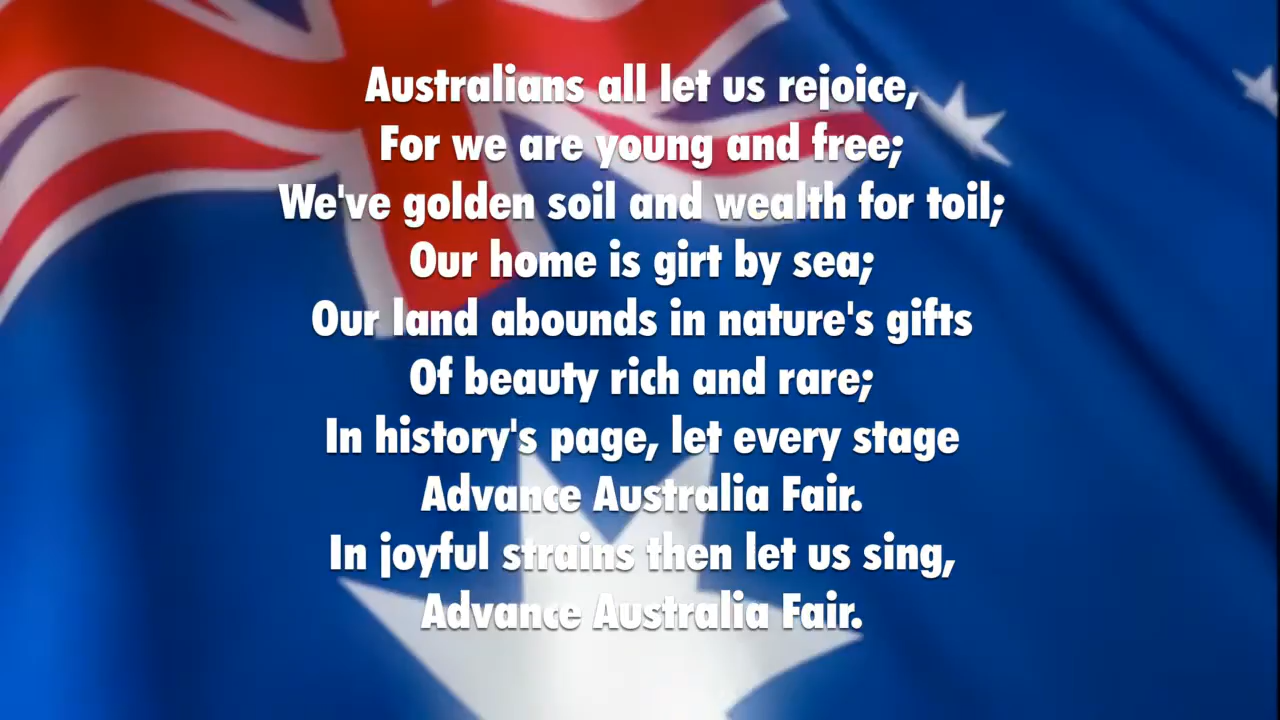 Australians all let us rejoice,
For we are young and free;
We've golden soil and wealth for toil;
Our home is girt by sea;
Our land abounds in nature's gifts
Of beauty rich and rare;
In history's page, let every stage
Advance Australia Fair.
In joyful strains then let us sing,
Advance Australia Fair.